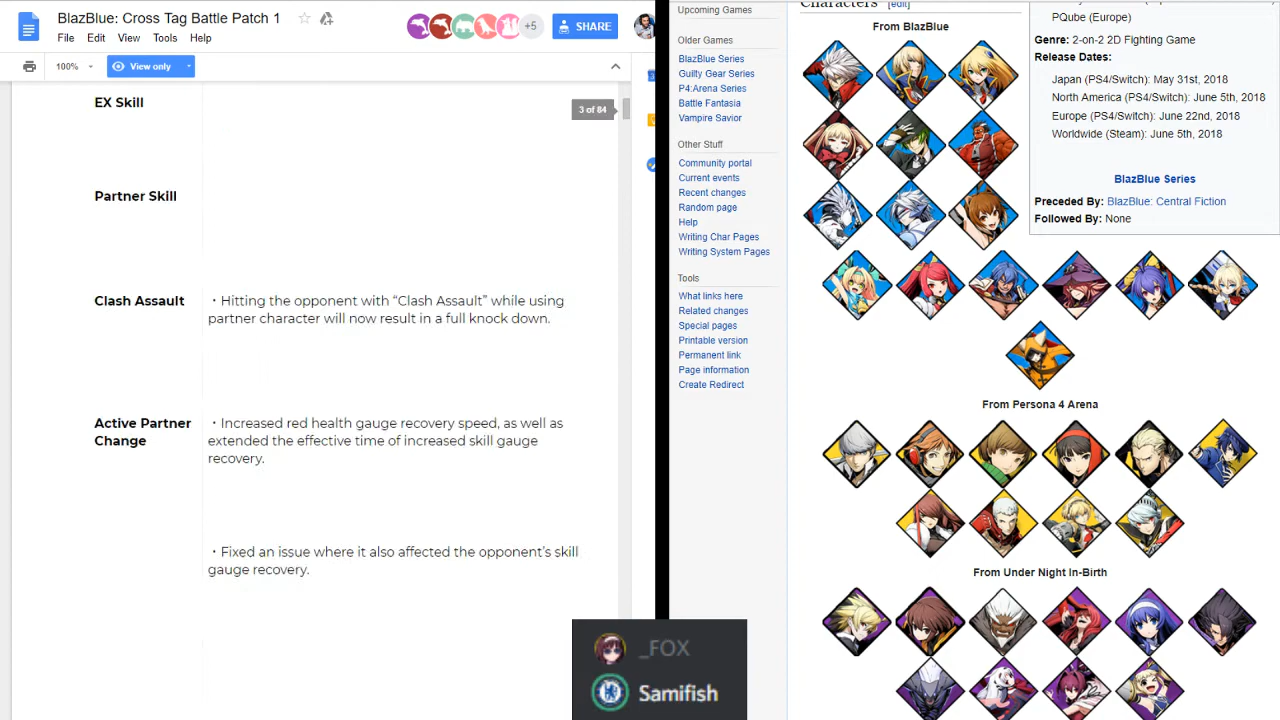 BlazBlue: Cross Tag Battle Patch 1
File Edit View Tools Help
+5
SHARE
100%
View only
3 of 84
EX Skill
Partner Skill
Clash Assault
・Hitting the opponent with “Clash Assault” while using
partner character will now result in a full knock down.
Active Partner
Change
・Increased red health gauge recovery speed, as well as
extended the effective time of increased skill gauge
recovery.
・Fixed an issue where it also affected the opponent’s skill
gauge recovery.
_FOX
Samifish
Upcoming Games
Older Games
BlazBlue Series
Guilty Gear Series
P4:Arena Series
Battle Fantasia
Vampire Savior
Other Stuff
Community portal
Current events
Recent changes
Random page
Help
Writing Char Pages
Writing System Pages
Tools
What links here
Related changes
Special pages
Printable version
Permanent link
Page information
Create Redirect
Characters [edit]
From BlazBlue
From Persona 4 Arena
From Under Night In-Birth
PQube (Europe)
Genre: 2-on-2 2D Fighting Game
Release Dates:
Japan (PS4/Switch): May 31st, 2018
North America (PS4/Switch): June 5th, 2018
Europe (PS4/Switch): June 22nd, 2018
Worldwide (Steam): June 5th, 2018
BlazBlue Series
Preceded By: BlazBlue: Central Fiction
Followed By: None